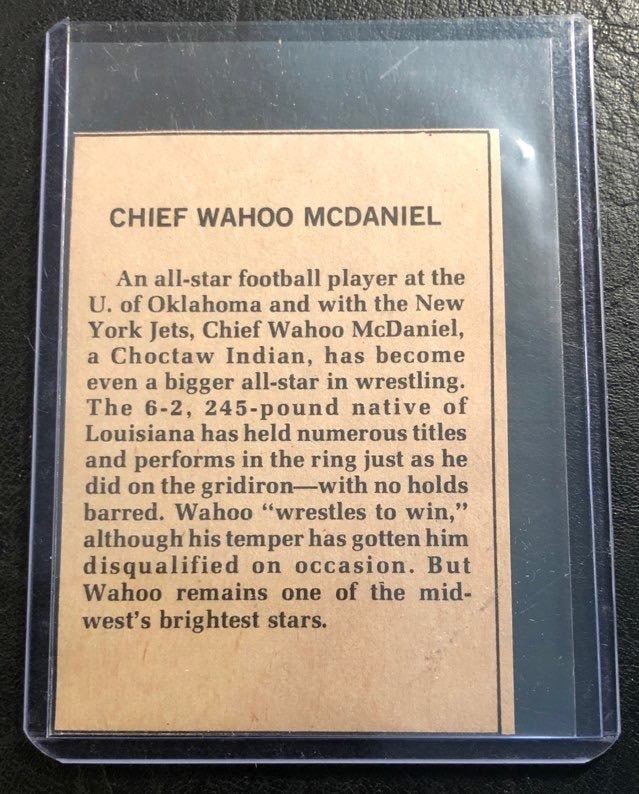 CHIEF WAHOO MCDANIEL
An all-star football player at the
U. of Oklahoma and with the New
York Jets, Chief Wahoo McDaniel,
a Choctaw Indian, has become
even a bigger all-star in wrestling.
The 6-2, 245-pound native of
Louisiana has held numerous titles
and performs in the ring just as he
did on the gridiron—with no holds
barred. Wahoo “wrestles to win,”
although his temper has gotten him
disqualified on occasion. But
Wahoo remains one of the mid-
west's brightest stars.